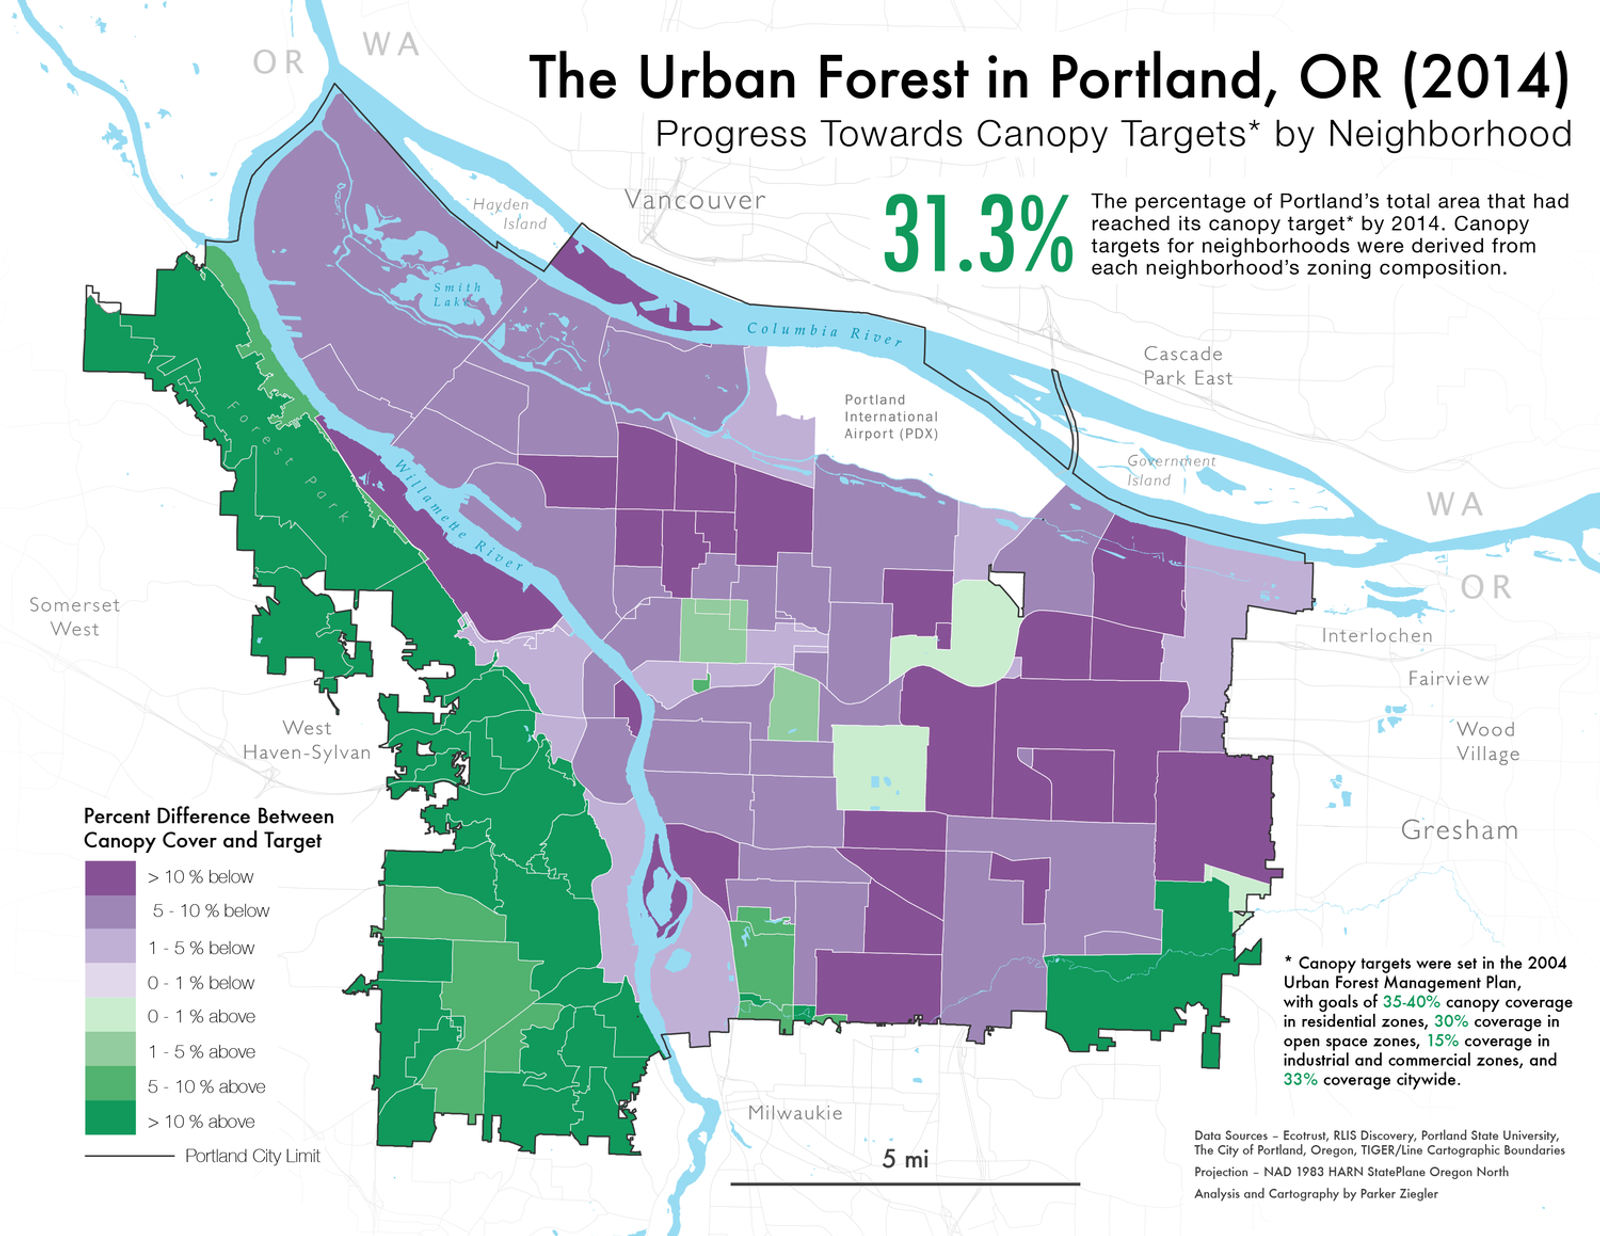 OR
WA
The Urban Forest in Portland, OR (2014)
Progress Towards Canopy Targets* by Neighborhood
31.3%
The percentage of Portland's total area that had
reached its canopy target* by 2014. Canopy
targets for neighborhoods were derived from
each neighborhood's zoning composition.
Hayden
Island
Vancouver
Smith
Lake
Columbia River
Cascade
Park East
Portland
International
Airport (PDX)
Government
Island
Forest Park
Willamette River
WA
OR
Somerset
West
Interlochen
Fairview
West
Haven-Sylvan
Wood
Village
Gresham
Percent Difference Between
Canopy Cover and Target
> 10 % below
5 - 10 % below
1 - 5 % below
0 - 1 % below
0 - 1 % above
1 - 5 % above
5 - 10 % above
> 10 % above
Portland City Limit
* Canopy targets were set in the 2004
Urban Forest Management Plan,
with goals of 35-40% canopy coverage
in residential zones, 30% coverage in
open space zones, 15% coverage in
industrial and commercial zones, and
33% coverage citywide.
Milwaukie
5 mi
Data Sources – Ecotrust, RLIS Discovery, Portland State University,
The City of Portland, Oregon, TIGER/Line Cartographic Boundaries
Projection – NAD 1983 HARN StatePlane Oregon North
Analysis and Cartography by Parker Ziegler